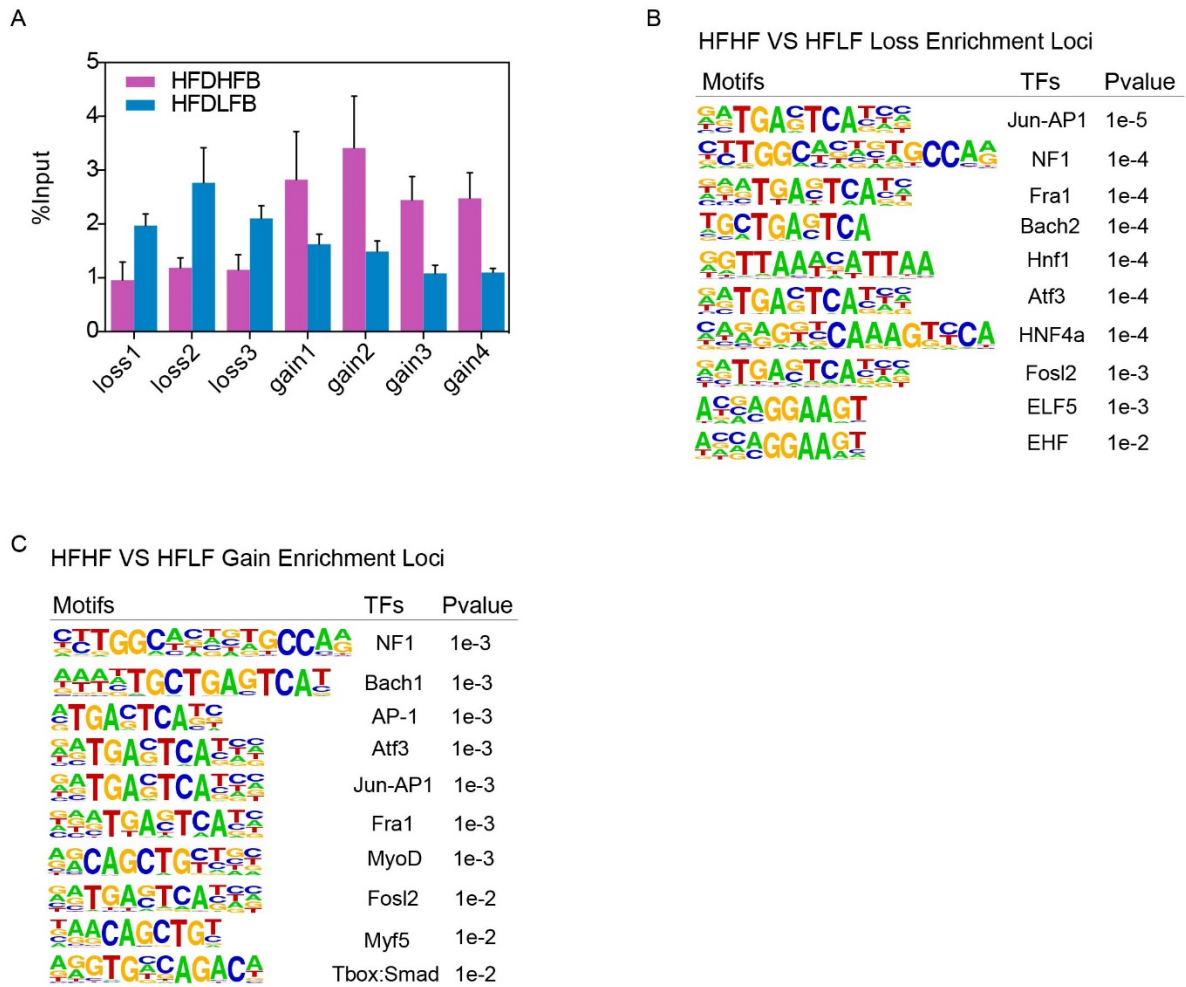 A
5
4
3
2
1
0
%Input
HFDHFB
HFDLFB
loss1
loss2
loss3
gain1
gain2
gain3
gain4
B
HFHF VS HFLF Loss Enrichment Loci
Motifs TFs Pvalue
Jun-AP1 1e-5
NF1 1e-4
Fra1 1e-4
Bach2 1e-4
Hnf1 1e-4
Atf3 1e-4
HNF4a 1e-4
Fosl2 1e-3
ELF5 1e-3
EHF 1e-2
C
HFHF VS HFLF Gain Enrichment Loci
Motifs TFs Pvalue
NF1 1e-3
Bach1 1e-3
AP-1 1e-3
Atf3 1e-3
Jun-AP1 1e-3
Fra1 1e-3
MyoD 1e-3
Fosl2 1e-2
Myf5 1e-2
Tbox:Smad 1e-2